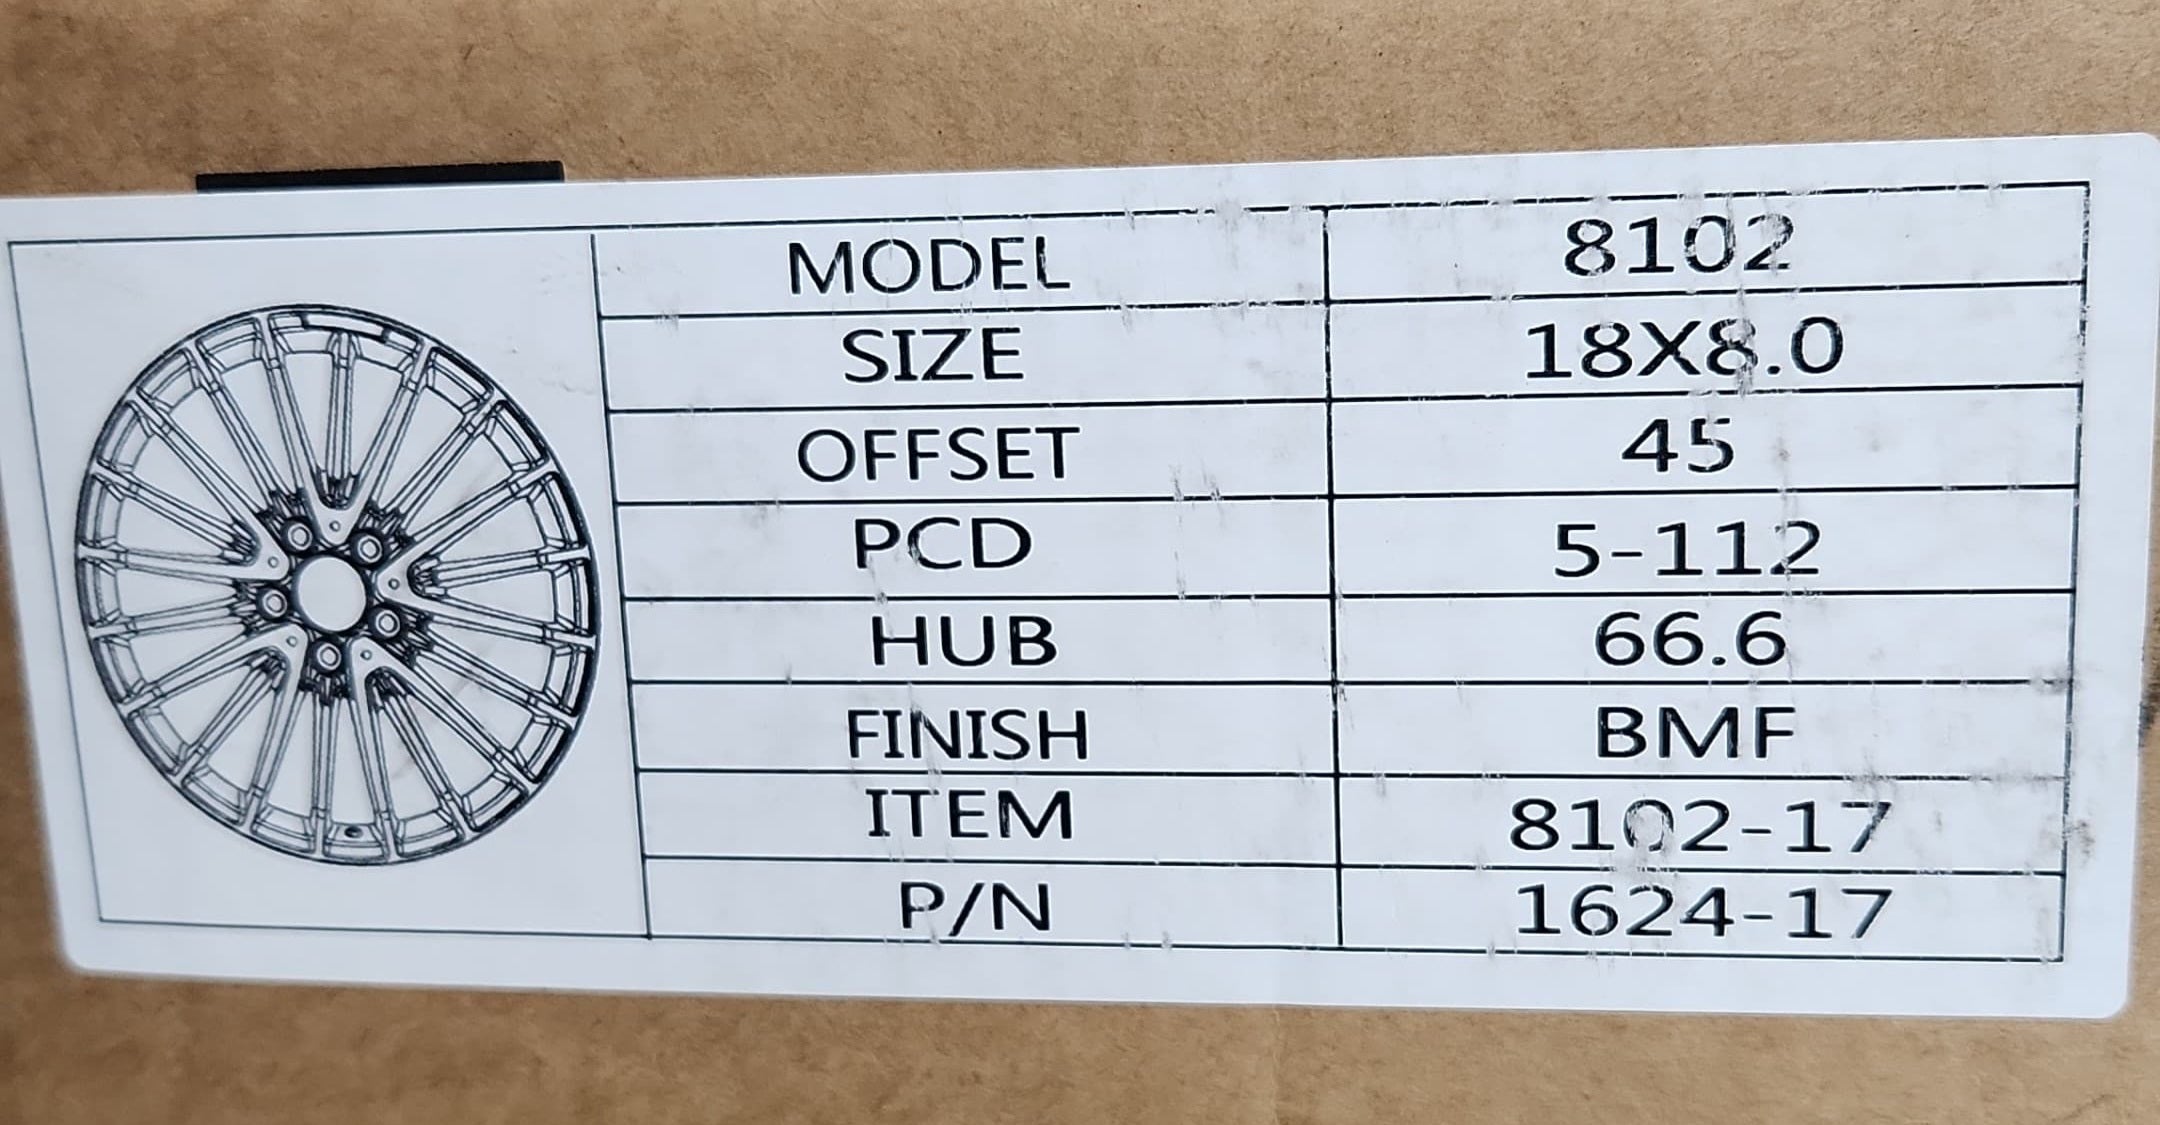 MODEL 8102
SIZE 18X8.0
OFFSET 45
PCD 5-112
HUB 66.6
FINISH BMF
ITEM 8102-17
P/N 1624-17